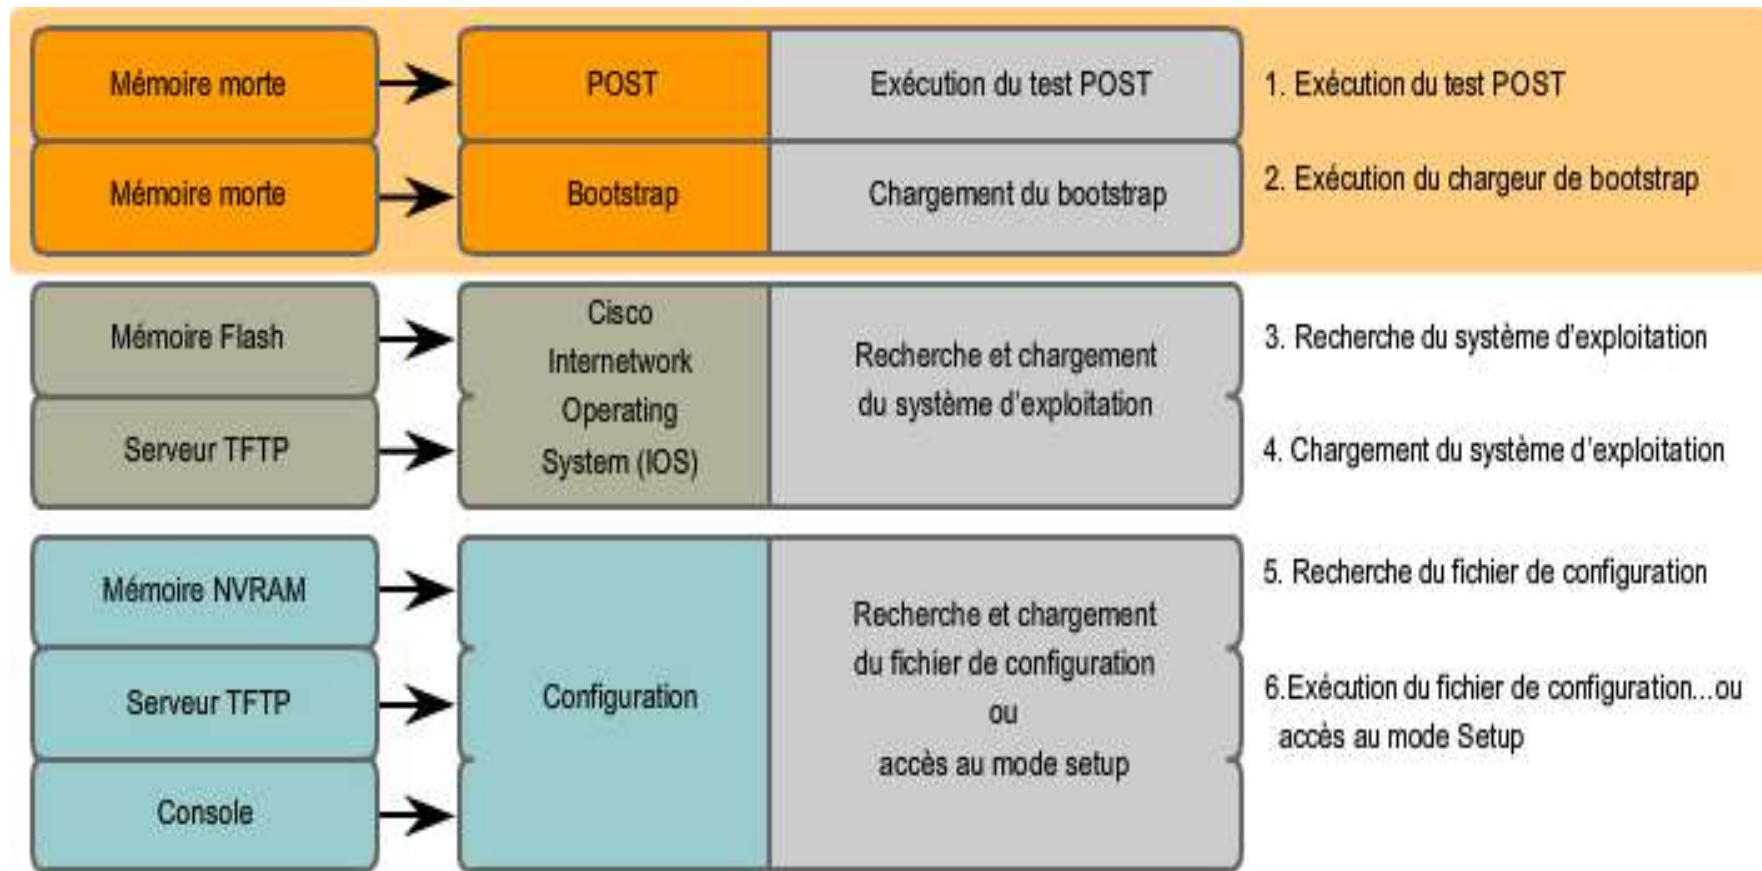 Mémoire morte
POST
Exécution du test POST
1. Exécution du test POST
Mémoire morte
Bootstrap
Chargement du bootstrap
2. Exécution du chargeur de bootstrap
Mémoire Flash
Serveur TFTP
Cisco
Internetwork
Operating
System (IOS)
Recherche et chargement
du système d'exploitation
3. Recherche du système d'exploitation
4. Chargement du système d'exploitation
Mémoire NVRAM
Serveur TFTP
Console
Configuration
Recherche et chargement
du fichier de configuration
ou
accès au mode setup
5. Recherche du fichier de configuration
6.Exécution du fichier de configuration...ou
accès au mode Setup